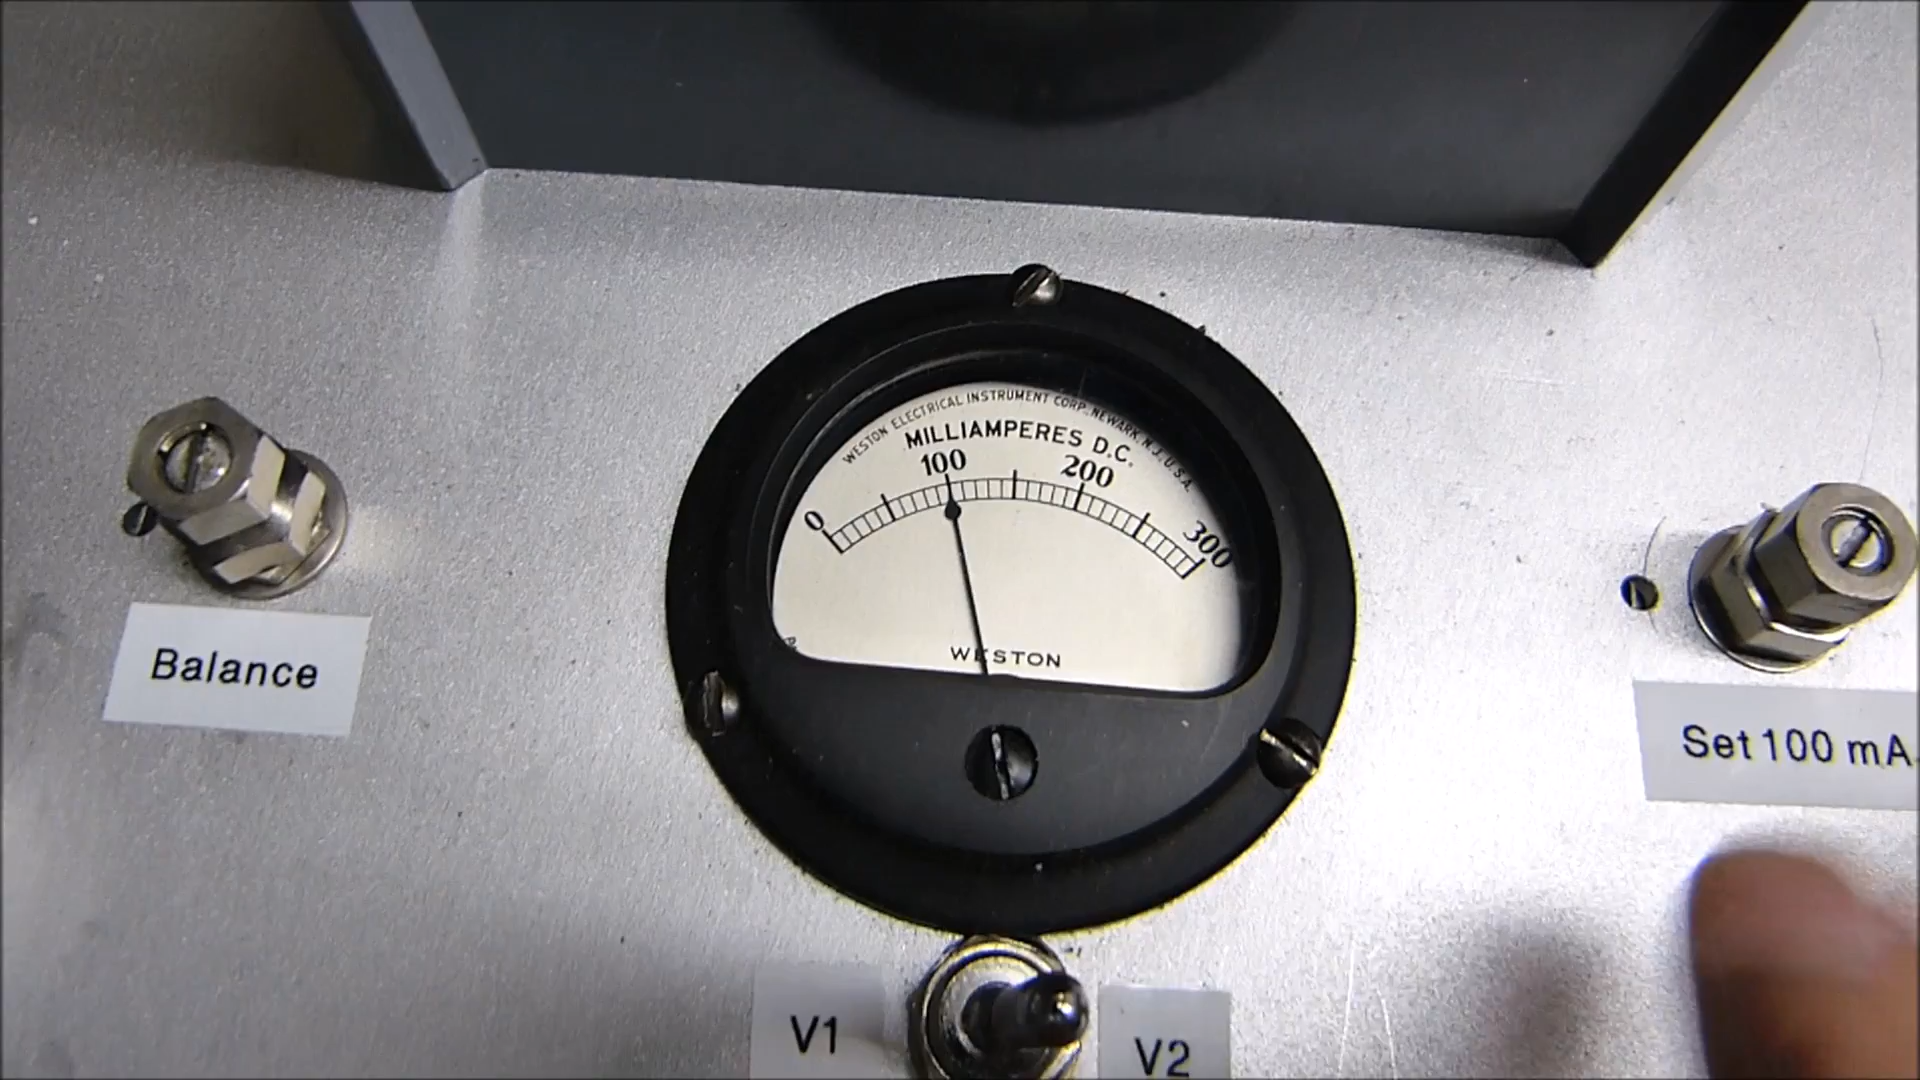 WESTON ELECTRICAL INSTRUMENT CORP. NEWARK, N.J. U.S.A.
MILLIAMPERES D.C.
0 100 200 300
WESTON
Balance
Set 100 mA.
V1
V2